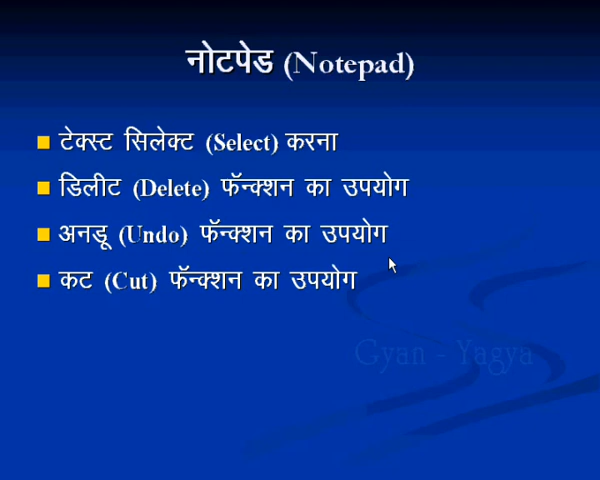 नोटपेड (Notepad)
टेक्स्ट सिलेक्ट (Select) करना
डिलीट (Delete) फॅन्क्शन का उपयोग
अनडू (Undo) फॅन्क्शन का उपयोग
कट (Cut) फॅन्क्शन का उपयोग
Gyan - Yagya